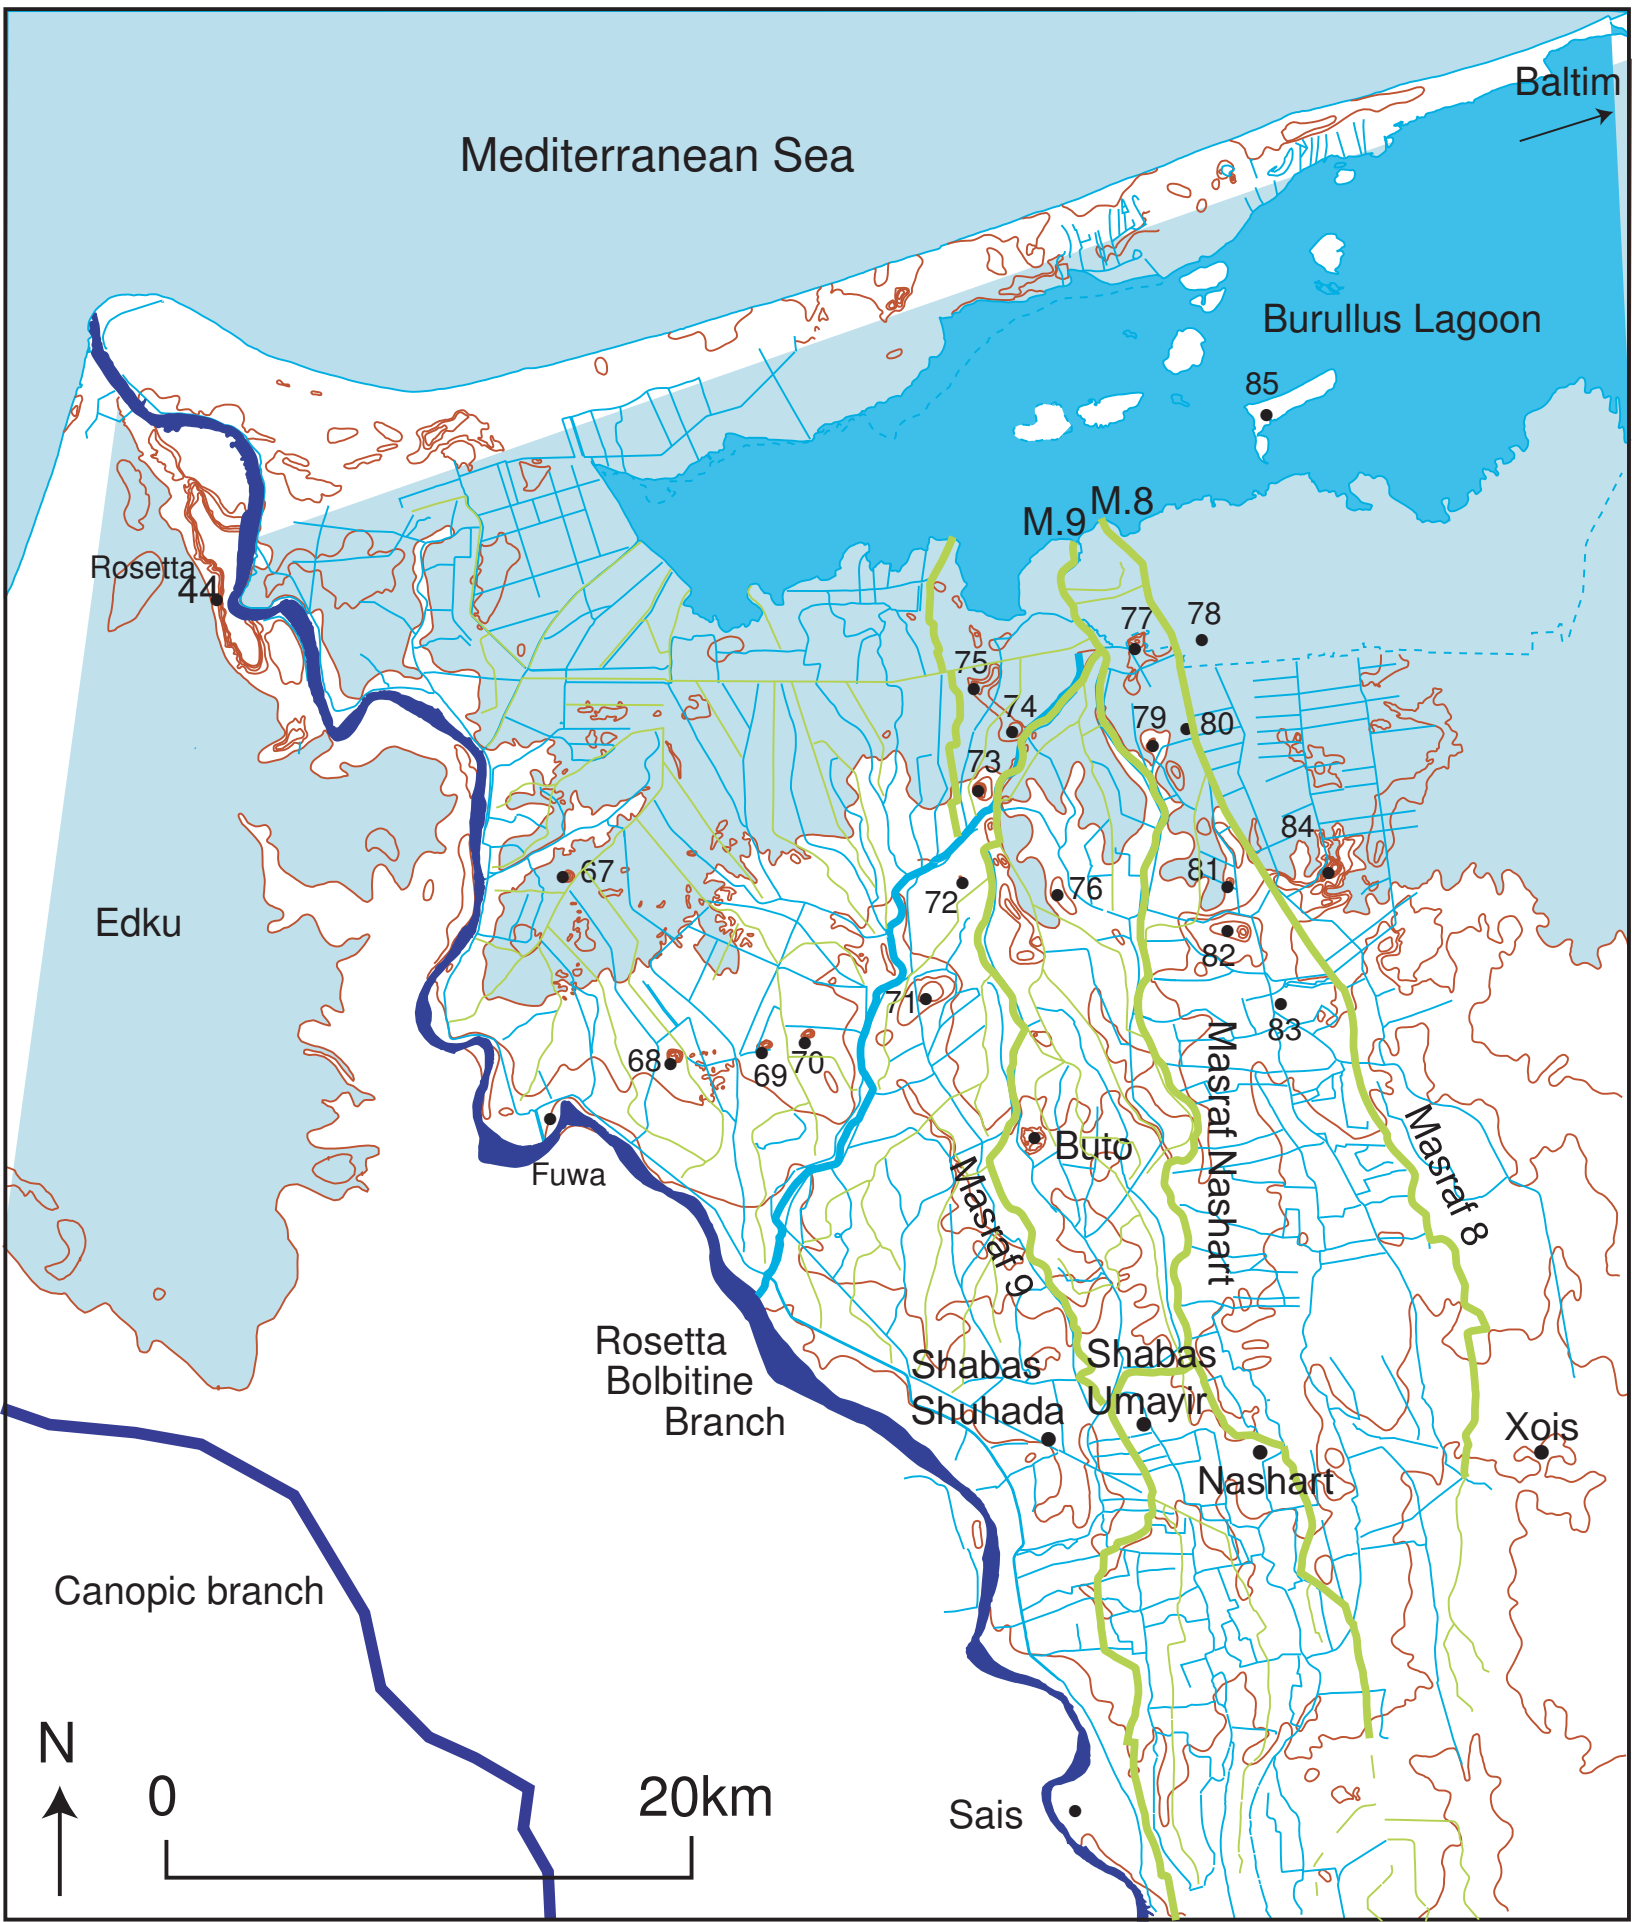 Baltim
Mediterranean Sea
Burullus Lagoon
85
M.8
M.9
Rosetta
44
77
78
75
74
79
80
73
84
67
81
72
76
Edku
82
71
83
68
69
70
Masraf Nashart
Masraf 8
Buto
Masraf 9
Fuwa
Rosetta
Bolbitine
Branch
Shabas
Shuhada
Shabas
Umayir
Xois
Nashart
Canopic branch
N
0
20km
Sais